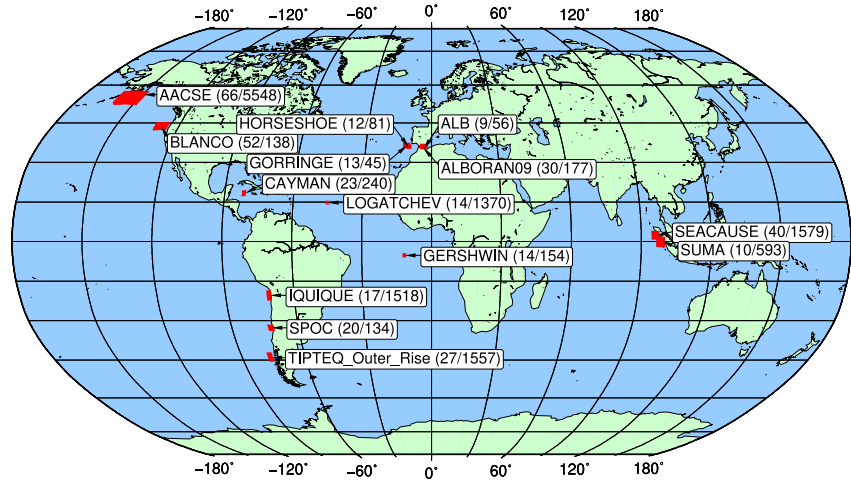 −180˚ −120˚ −60˚ 0˚ 60˚ 120˚ 180˚
AACSE (66/5548)
HORSESHOE (12/81) ALB (9/56)
BLANCO (52/138)
GORRINGE (13/45) ALBORAN09 (30/177)
CAYMAN (23/240)
LOGATCHEV (14/1370)
SEACAUSE (40/1579)
SUMA (10/593)
GERSHWIN (14/154)
IQUIQUE (17/1518)
SPOC (20/134)
TIPTEQ_Outer_Rise (27/1557)
−180˚ −120˚ −60˚ 0˚ 60˚ 120˚ 180˚